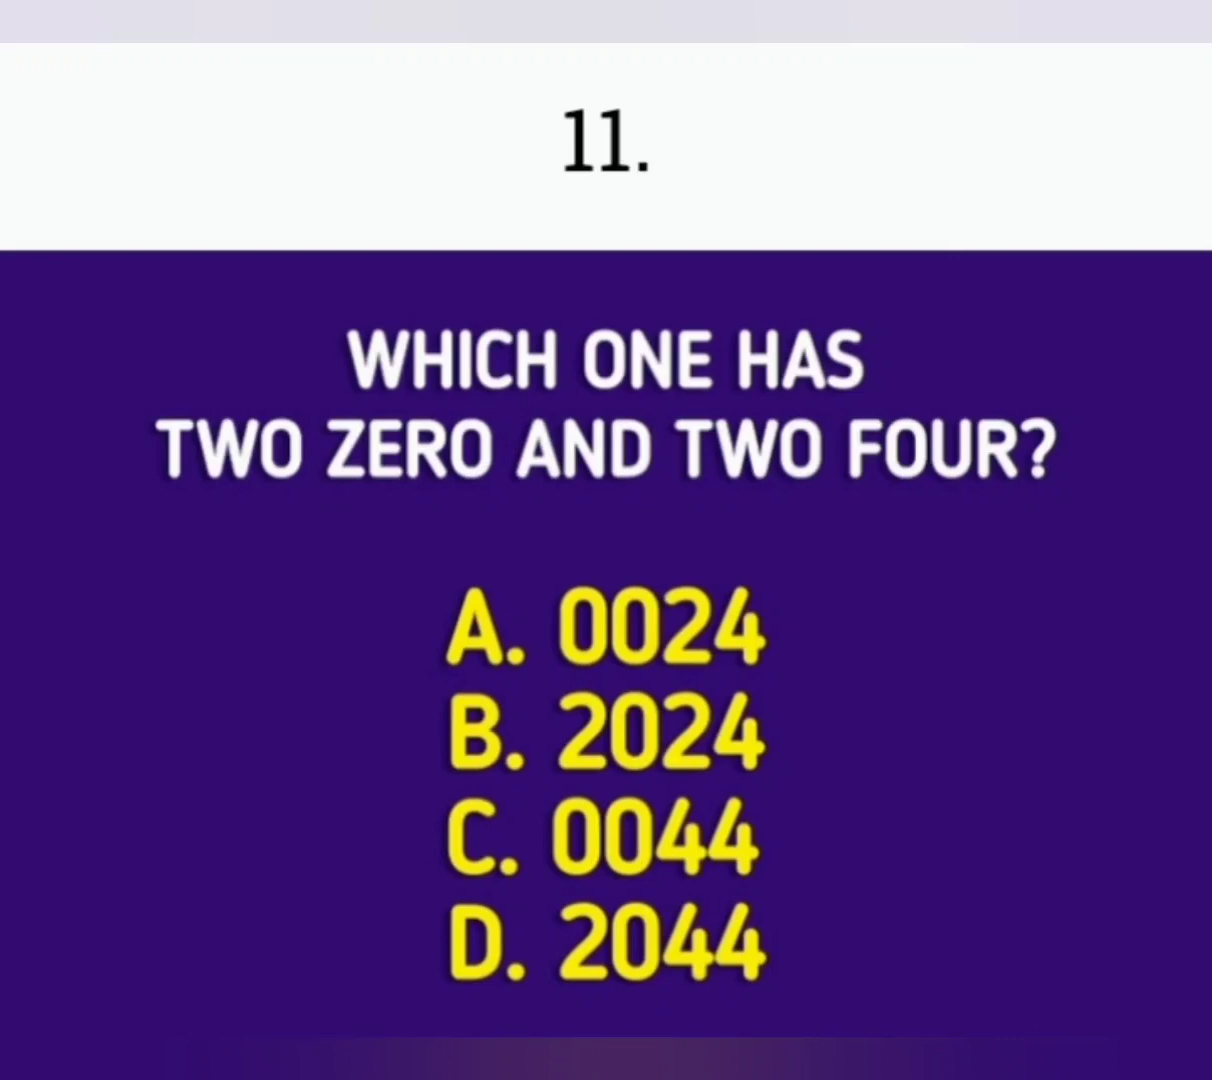 11.
WHICH ONE HAS
TWO ZERO AND TWO FOUR?
A. 0024
B. 2024
C. 0044
D. 2044